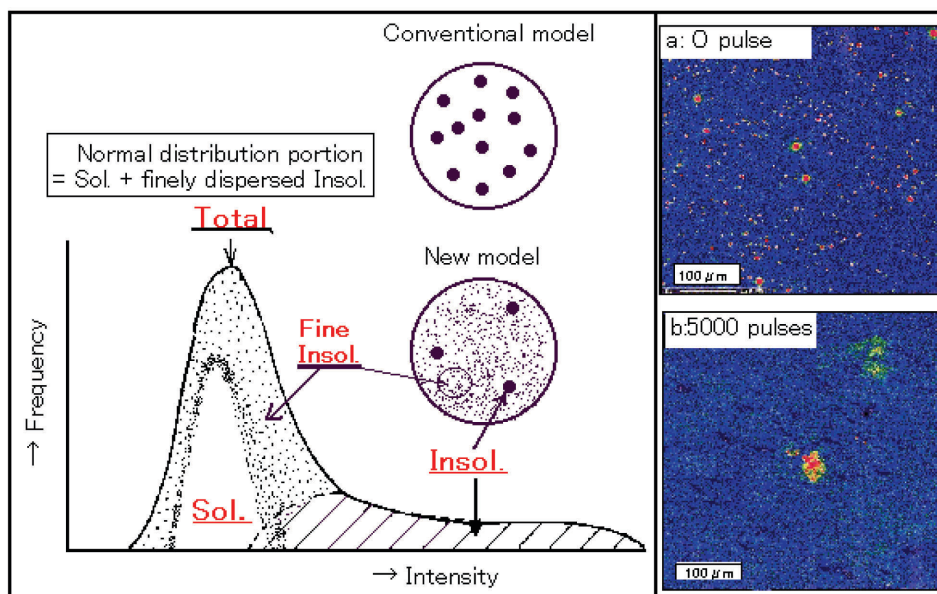 Conventional model
Normal distribution portion
= Sol. + finely dispersed Insol.
Total
New model
Fine
Insol.
Insol.
Sol.
→ Frequency
→ Intensity
a: 0 pulse
100 μm
b:5000 pulses
100 μm